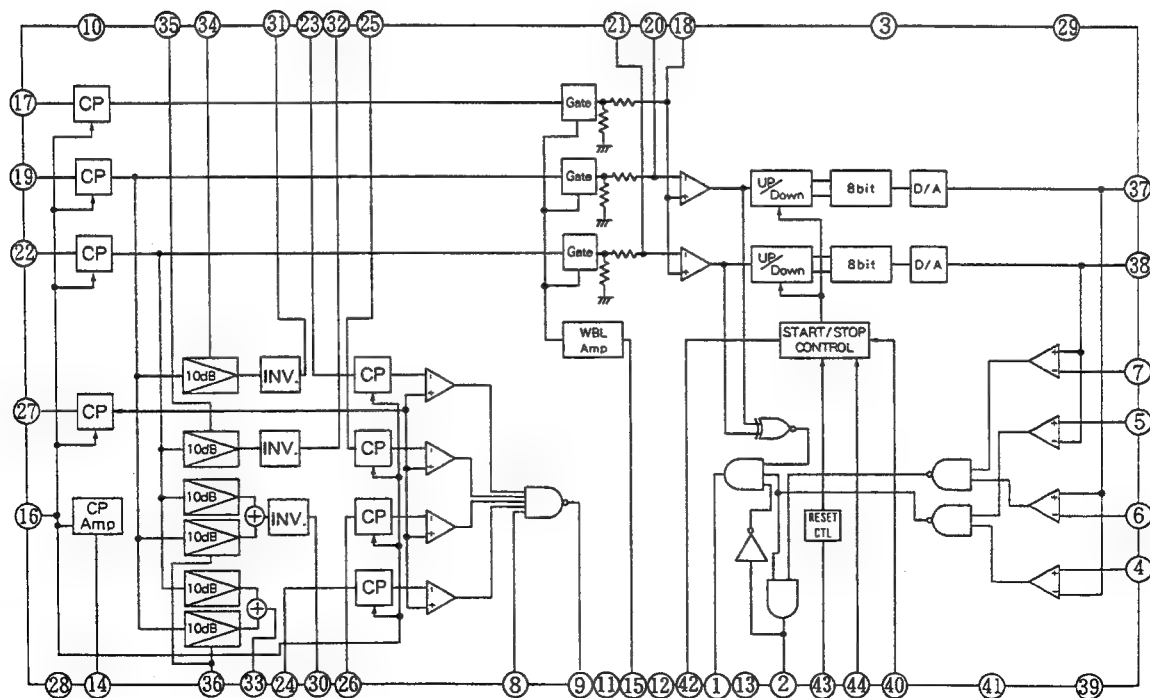 10 35 34 31 23 32 25 21 20 18 3 29
17 CP Gate
19 CP Gate UP/Down 8bit D/A 37
22 CP Gate UP/Down 8bit D/A 38
WBL Amp START/STOP CONTROL
10dB INV. CP 7
27 CP
10dB INV. CP 5
10dB
16 CP Amp INV. CP RESET CTL 6
10dB
10dB CP 4
10dB
28 14 36 33 24 30 26 8 9 11 15 12 42 1 13 2 43 44 40 41 39